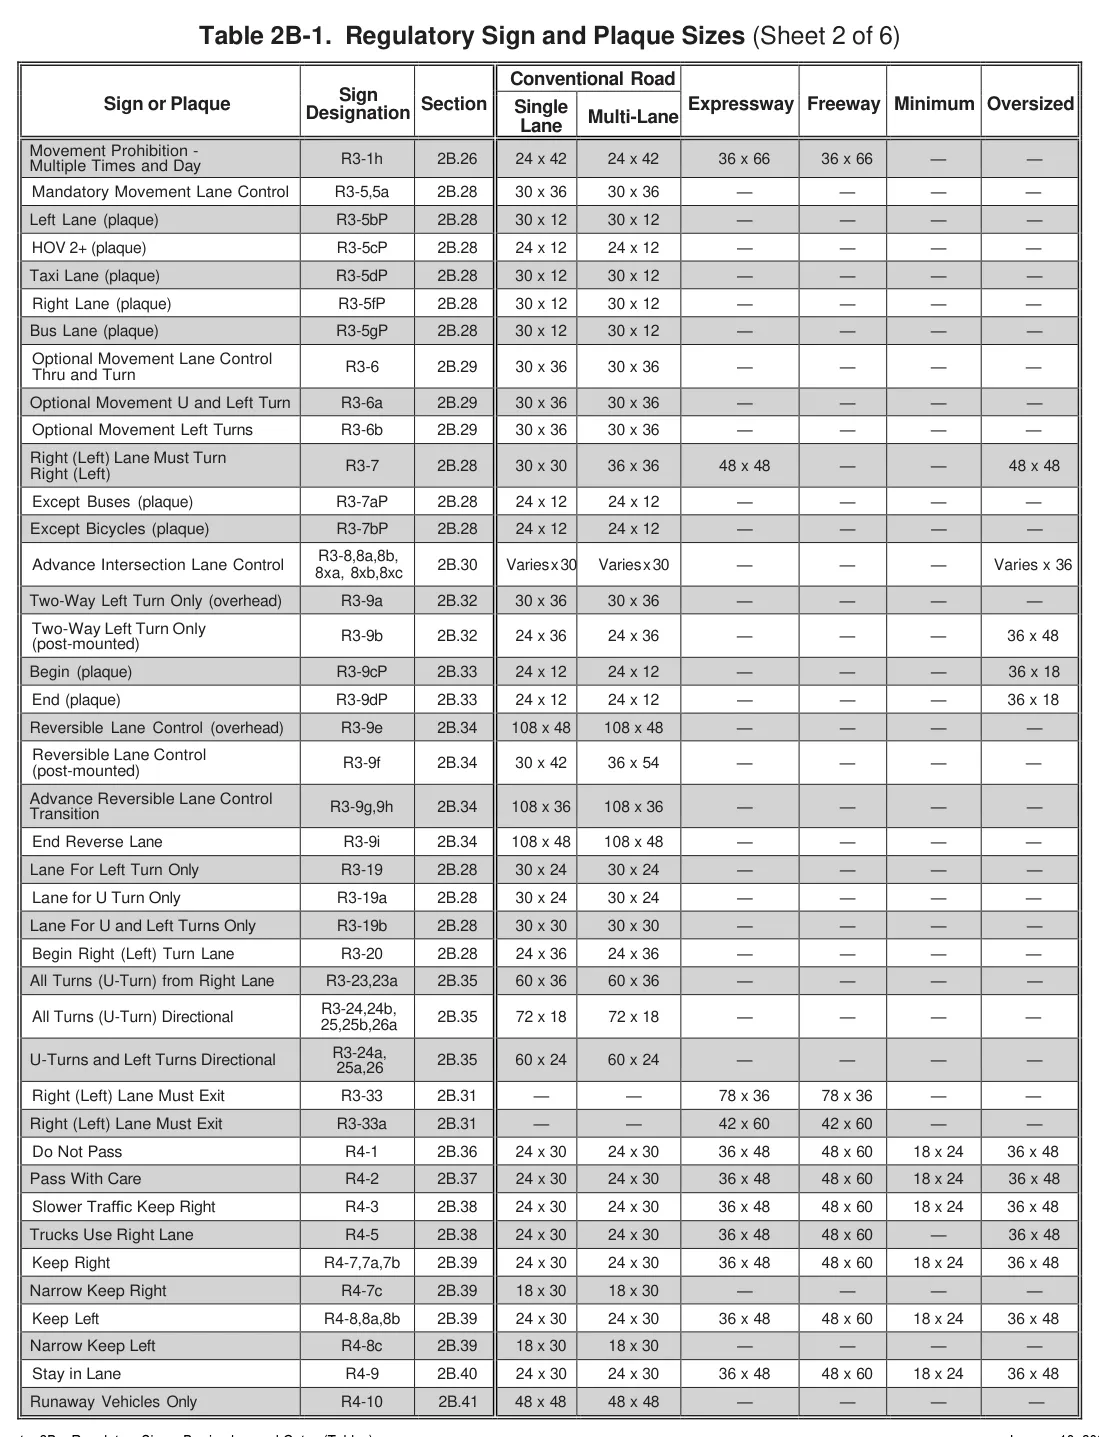 Table 2B-1. Regulatory Sign and Plaque Sizes (Sheet 2 of 6)
Sign or Plaque | Sign Designation | Section | Conventional Road Single Lane | Conventional Road Multi-Lane | Expressway | Freeway | Minimum | Oversized
Movement Prohibition - Multiple Times and Day | R3-1h | 2B.26 | 24 x 42 | 24 x 42 | 36 x 66 | 36 x 66 | — | —
Mandatory Movement Lane Control | R3-5,5a | 2B.28 | 30 x 36 | 30 x 36 | — | — | — | —
Left Lane (plaque) | R3-5bP | 2B.28 | 30 x 12 | 30 x 12 | — | — | — | —
HOV 2+ (plaque) | R3-5cP | 2B.28 | 24 x 12 | 24 x 12 | — | — | — | —
Taxi Lane (plaque) | R3-5dP | 2B.28 | 30 x 12 | 30 x 12 | — | — | — | —
Right Lane (plaque) | R3-5fP | 2B.28 | 30 x 12 | 30 x 12 | — | — | — | —
Bus Lane (plaque) | R3-5gP | 2B.28 | 30 x 12 | 30 x 12 | — | — | — | —
Optional Movement Lane Control Thru and Turn | R3-6 | 2B.29 | 30 x 36 | 30 x 36 | — | — | — | —
Optional Movement U and Left Turn | R3-6a | 2B.29 | 30 x 36 | 30 x 36 | — | — | — | —
Optional Movement Left Turns | R3-6b | 2B.29 | 30 x 36 | 30 x 36 | — | — | — | —
Right (Left) Lane Must Turn Right (Left) | R3-7 | 2B.28 | 30 x 30 | 36 x 36 | 48 x 48 | — | — | 48 x 48
Except Buses (plaque) | R3-7aP | 2B.28 | 24 x 12 | 24 x 12 | — | — | — | —
Except Bicycles (plaque) | R3-7bP | 2B.28 | 24 x 12 | 24 x 12 | — | — | — | —
Advance Intersection Lane Control | R3-8,8a,8b, 8xa, 8xb,8xc | 2B.30 | Varies x 30 | Varies x 30 | — | — | — | Varies x 36
Two-Way Left Turn Only (overhead) | R3-9a | 2B.32 | 30 x 36 | 30 x 36 | — | — | — | —
Two-Way Left Turn Only (post-mounted) | R3-9b | 2B.32 | 24 x 36 | 24 x 36 | — | — | — | 36 x 48
Begin (plaque) | R3-9cP | 2B.33 | 24 x 12 | 24 x 12 | — | — | — | 36 x 18
End (plaque) | R3-9dP | 2B.33 | 24 x 12 | 24 x 12 | — | — | — | 36 x 18
Reversible Lane Control (overhead) | R3-9e | 2B.34 | 108 x 48 | 108 x 48 | — | — | — | —
Reversible Lane Control (post-mounted) | R3-9f | 2B.34 | 30 x 42 | 36 x 54 | — | — | — | —
Advance Reversible Lane Control Transition | R3-9g,9h | 2B.34 | 108 x 36 | 108 x 36 | — | — | — | —
End Reverse Lane | R3-9i | 2B.34 | 108 x 48 | 108 x 48 | — | — | — | —
Lane For Left Turn Only | R3-19 | 2B.28 | 30 x 24 | 30 x 24 | — | — | — | —
Lane for U Turn Only | R3-19a | 2B.28 | 30 x 24 | 30 x 24 | — | — | — | —
Lane For U and Left Turns Only | R3-19b | 2B.28 | 30 x 30 | 30 x 30 | — | — | — | —
Begin Right (Left) Turn Lane | R3-20 | 2B.28 | 24 x 36 | 24 x 36 | — | — | — | —
All Turns (U-Turn) from Right Lane | R3-23,23a | 2B.35 | 60 x 36 | 60 x 36 | — | — | — | —
All Turns (U-Turn) Directional | R3-24,24b, 25,25b,26a | 2B.35 | 72 x 18 | 72 x 18 | — | — | — | —
U-Turns and Left Turns Directional | R3-24a, 25a,26 | 2B.35 | 60 x 24 | 60 x 24 | — | — | — | —
Right (Left) Lane Must Exit | R3-33 | 2B.31 | — | — | 78 x 36 | 78 x 36 | — | —
Right (Left) Lane Must Exit | R3-33a | 2B.31 | — | — | 42 x 60 | 42 x 60 | — | —
Do Not Pass | R4-1 | 2B.36 | 24 x 30 | 24 x 30 | 36 x 48 | 48 x 60 | 18 x 24 | 36 x 48
Pass With Care | R4-2 | 2B.37 | 24 x 30 | 24 x 30 | 36 x 48 | 48 x 60 | 18 x 24 | 36 x 48
Slower Traffic Keep Right | R4-3 | 2B.38 | 24 x 30 | 24 x 30 | 36 x 48 | 48 x 60 | 18 x 24 | 36 x 48
Trucks Use Right Lane | R4-5 | 2B.38 | 24 x 30 | 24 x 30 | 36 x 48 | 48 x 60 | — | 36 x 48
Keep Right | R4-7,7a,7b | 2B.39 | 24 x 30 | 24 x 30 | 36 x 48 | 48 x 60 | 18 x 24 | 36 x 48
Narrow Keep Right | R4-7c | 2B.39 | 18 x 30 | 18 x 30 | — | — | — | —
Keep Left | R4-8,8a,8b | 2B.39 | 24 x 30 | 24 x 30 | 36 x 48 | 48 x 60 | 18 x 24 | 36 x 48
Narrow Keep Left | R4-8c | 2B.39 | 18 x 30 | 18 x 30 | — | — | — | —
Stay in Lane | R4-9 | 2B.40 | 24 x 30 | 24 x 30 | 36 x 48 | 48 x 60 | 18 x 24 | 36 x 48
Runaway Vehicles Only | R4-10 | 2B.41 | 48 x 48 | 48 x 48 | — | — | — | —